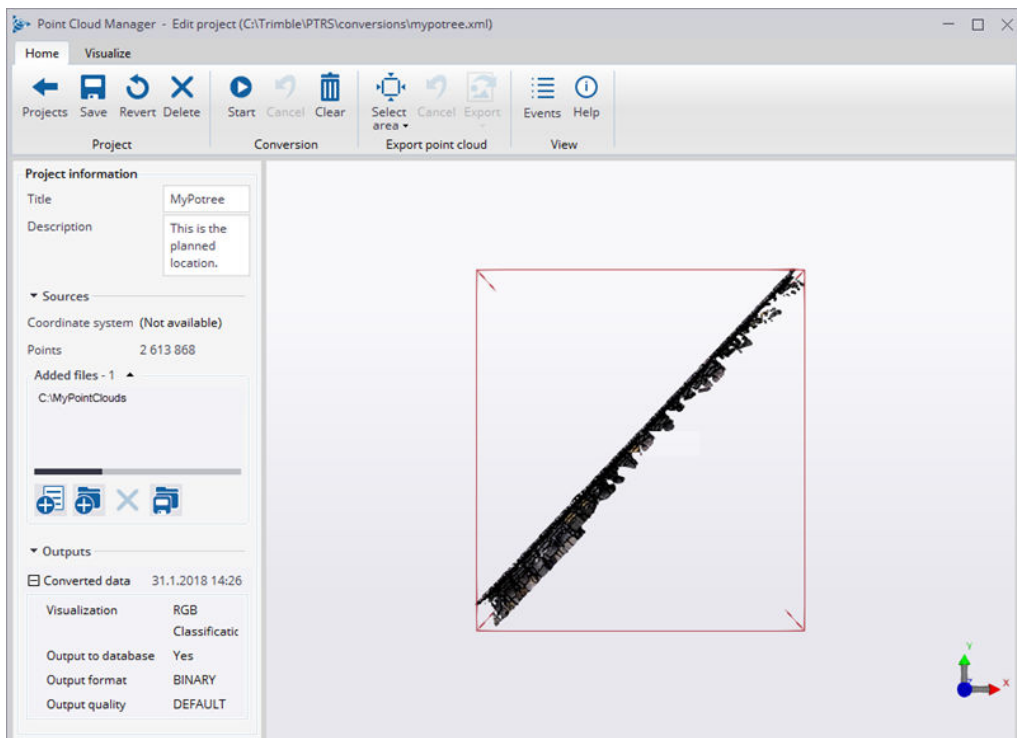 Point Cloud Manager - Edit project (C:\Trimble\PTRS\conversions\mypotree.xml)
Home Visualize
Projects Save Revert Delete Start Cancel Clear Select area Cancel Export Events Help
Project Conversion Export point cloud View
Project information
Title MyPotree
Description This is the
planned
location.
Sources
Coordinate system (Not available)
Points 2 613 868
Added files - 1
C:\MyPointClouds
Outputs
Converted data 31.1.2018 14:26
Visualization RGB
Classificatic
Output to database Yes
Output format BINARY
Output quality DEFAULT
Y
X
Z